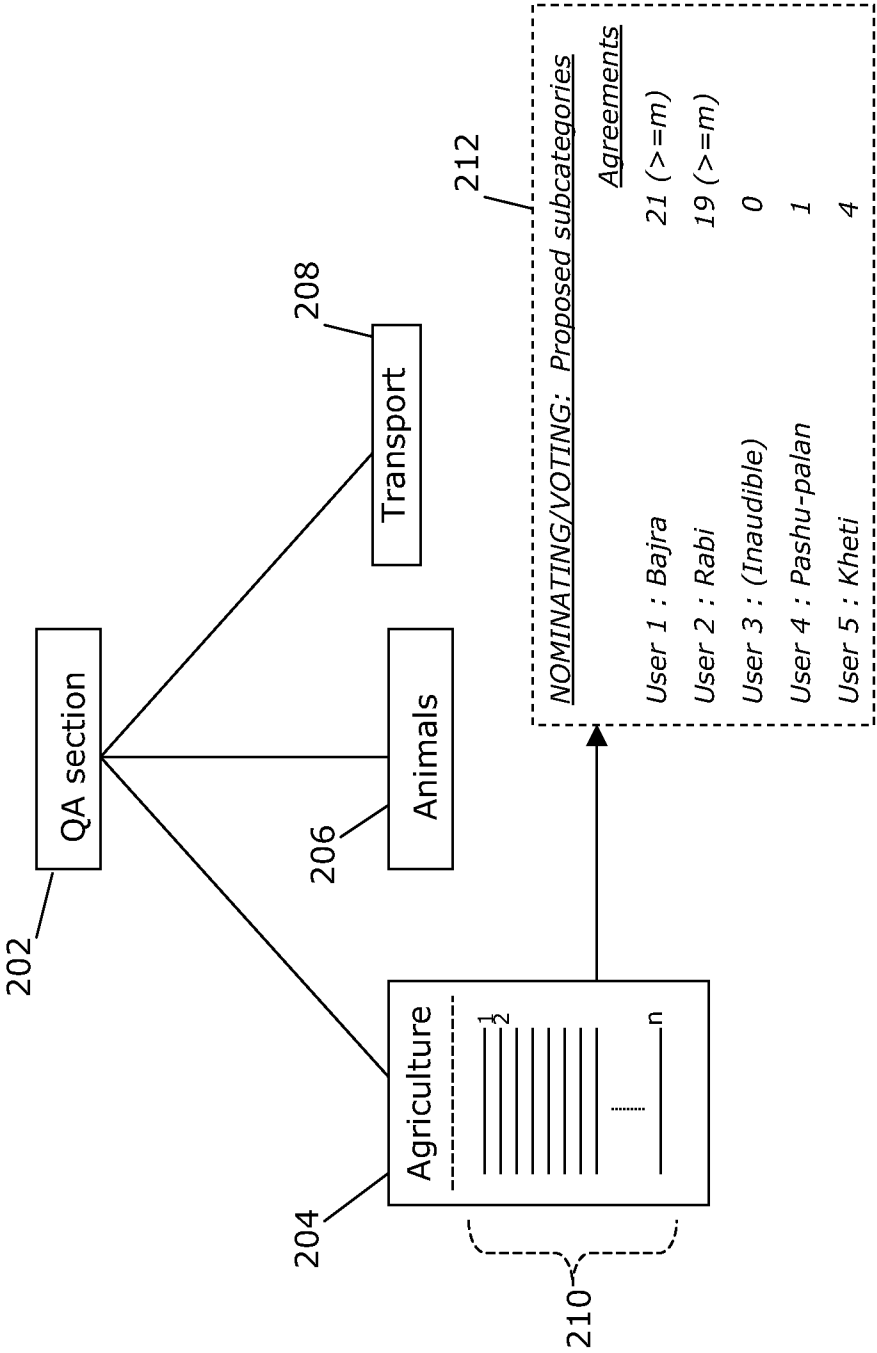 202
QA section
208
204
Agriculture
206
Animals
Transport
1
2
n
210
212
NOMINATING/VOTING: Proposed subcategories
Agreements
User 1 : Bajra 21 (>=m)
User 2 : Rabi 19 (>=m)
User 3 : (Inaudible) 0
User 4 : Pashu-palan 1
User 5 : Kheti 4